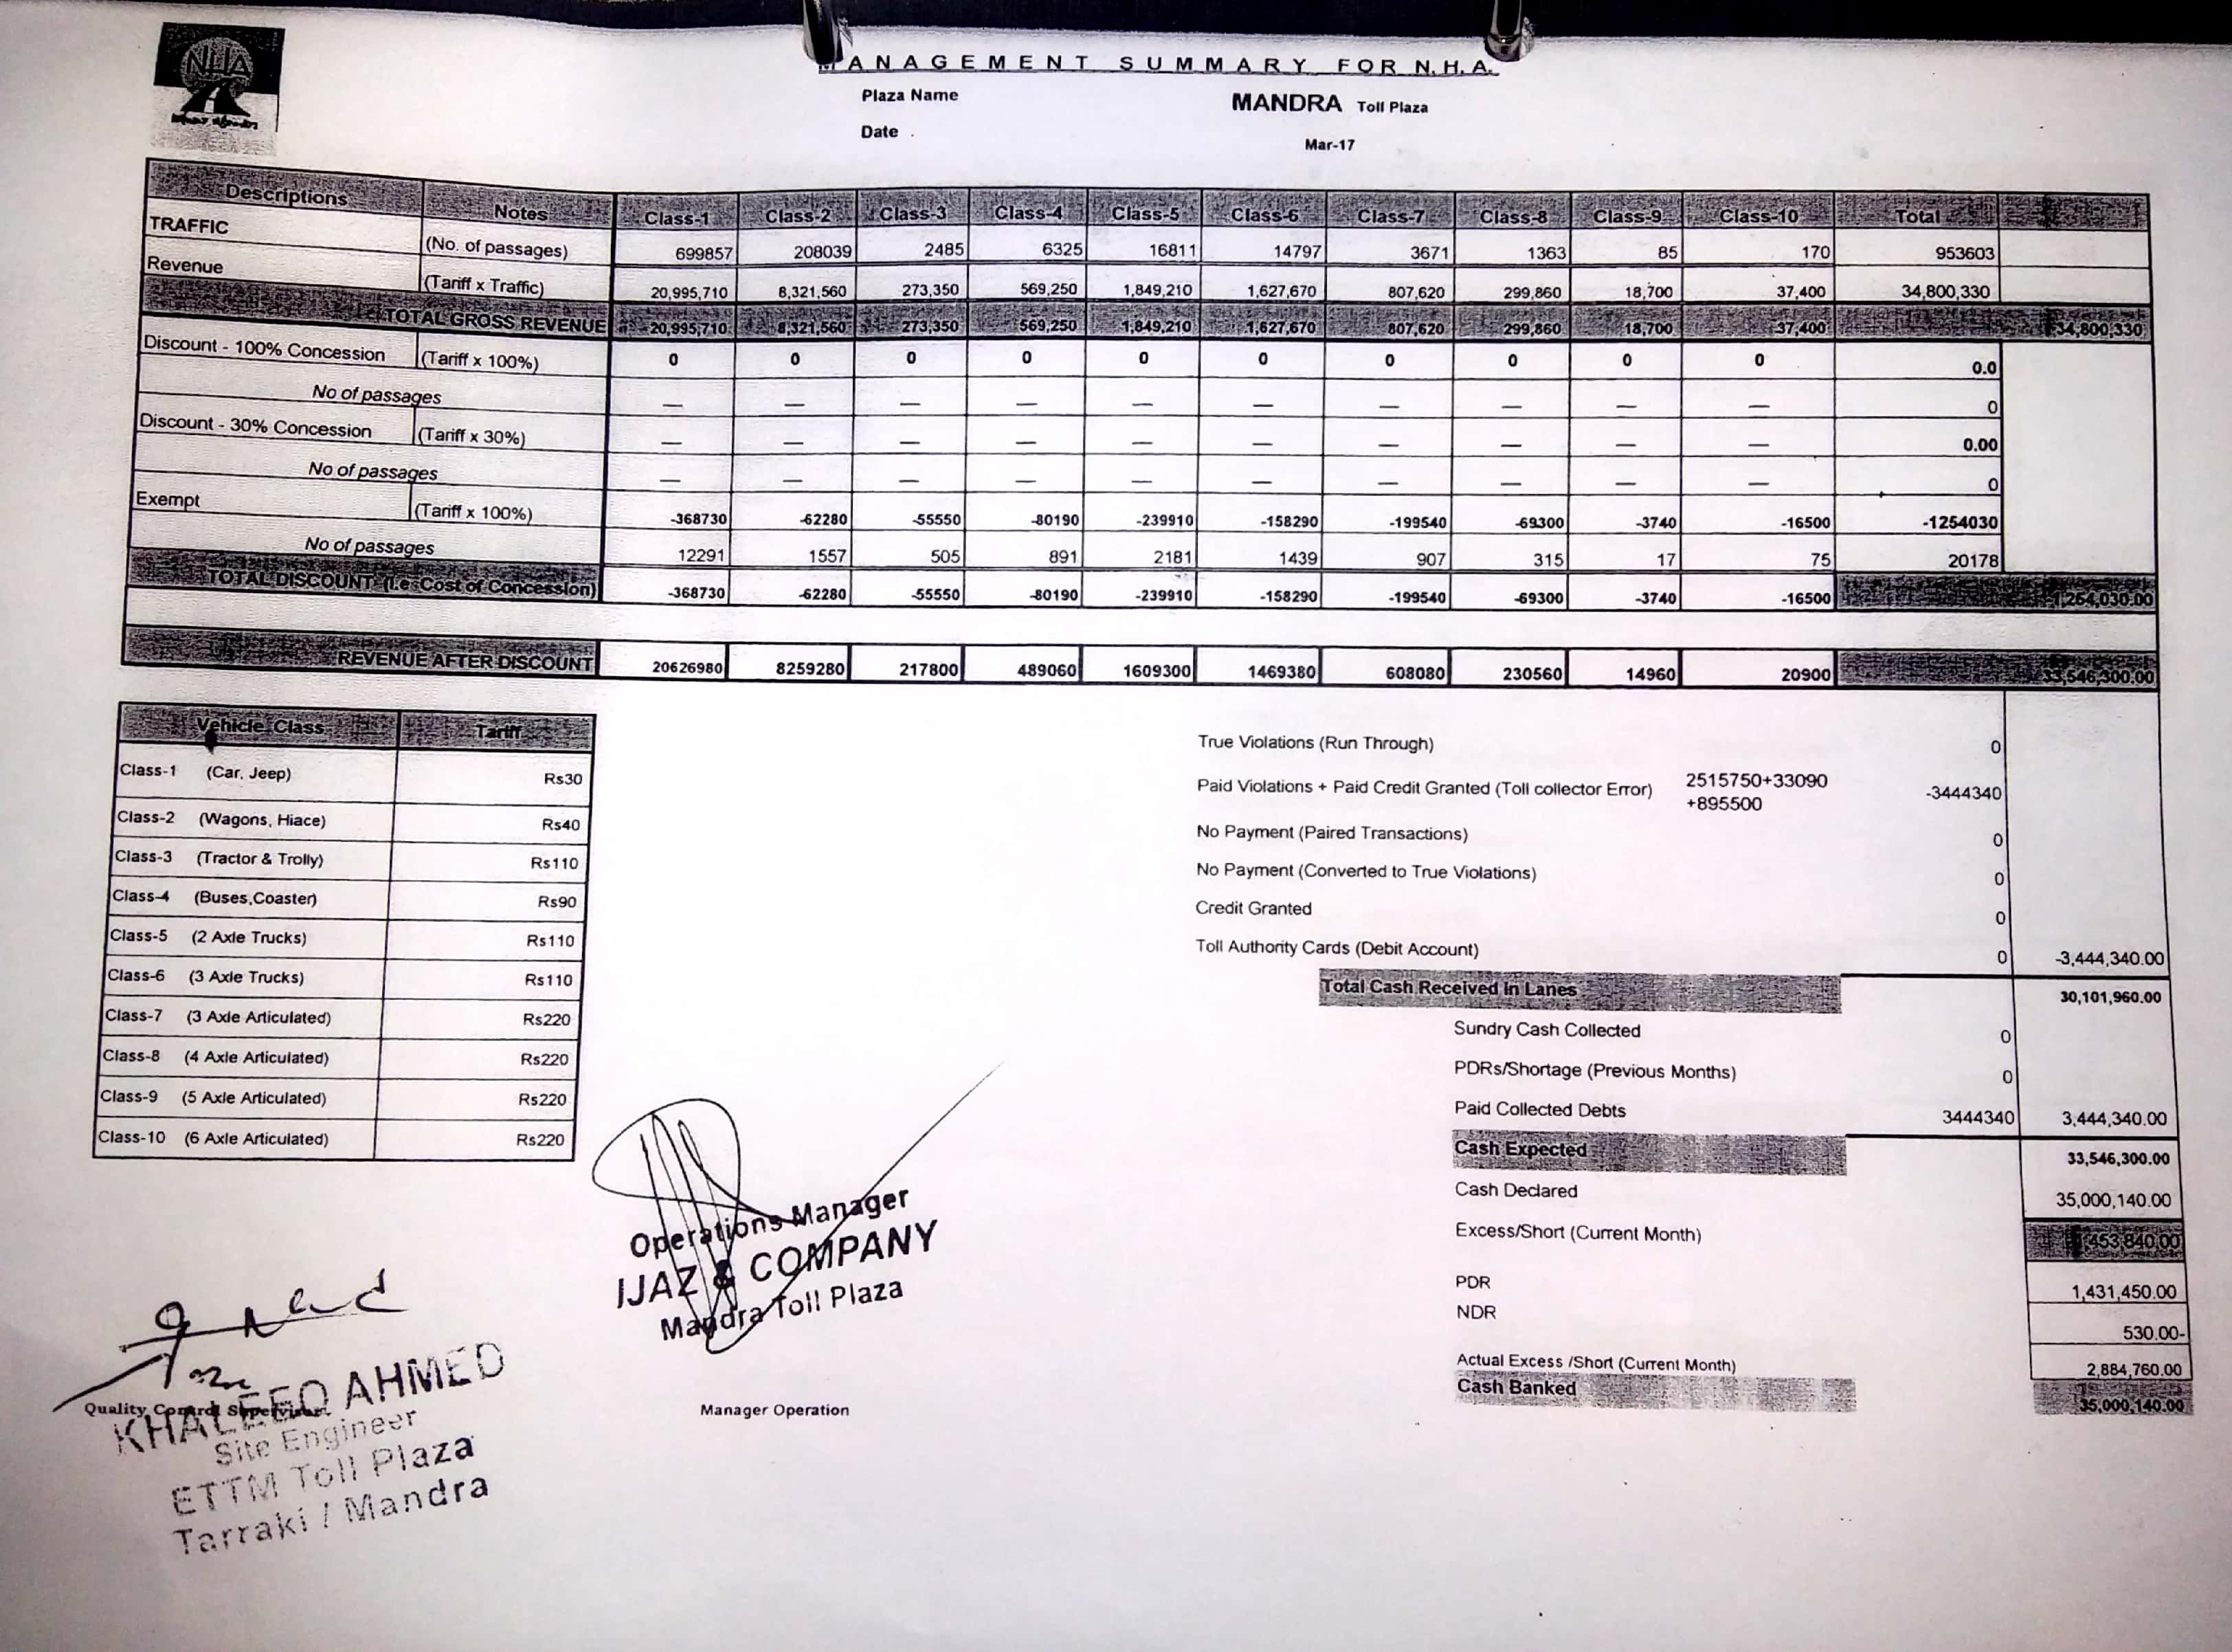 NHA
MANAGEMENT SUMMARY FOR N.H.A.
Plaza Name MANDRA Toll Plaza
Date . Mar-17
Descriptions Notes Class-1 Class-2 Class-3 Class-4 Class-5 Class-6 Class-7 Class-8 Class-9 Class-10 Total
TRAFFIC (No. of passages) 699857 208039 2485 6325 16811 14797 3671 1363 85 170 953603
Revenue (Tariff x Traffic) 20,995,710 8,321,560 273,350 569,250 1,849,210 1,627,670 807,620 299,860 18,700 37,400 34,800,330
TOTAL GROSS REVENUE 20,995,710 8,321,560 273,350 569,250 1,849,210 1,627,670 807,620 299,860 18,700 37,400 34,800,330
Discount - 100% Concession (Tariff x 100%) 0 0 0 0 0 0 0 0 0 0 0.0
No of passages — — — — — — — — — — 0
Discount - 30% Concession (Tariff x 30%) — — — — — — — — — — 0.00
No of passages — — — — — — — — — — 0
Exempt (Tariff x 100%) -368730 -62280 -55550 -80190 -239910 -158290 -199540 -69300 -3740 -16500 -1254030
No of passages 12291 1557 505 891 2181 1439 907 315 17 75 20178
TOTAL DISCOUNT (i.e Cost of Concession) -368730 -62280 -55550 -80190 -239910 -158290 -199540 -69300 -3740 -16500 1,254,030.00
REVENUE AFTER DISCOUNT 20626980 8259280 217800 489060 1609300 1469380 608080 230560 14960 20900 33,546,300.00
Vehicle Class Tariff
Class-1 (Car, Jeep) Rs30
Class-2 (Wagons, Hiace) Rs40
Class-3 (Tractor & Trolly) Rs110
Class-4 (Buses,Coaster) Rs90
Class-5 (2 Axle Trucks) Rs110
Class-6 (3 Axle Trucks) Rs110
Class-7 (3 Axle Articulated) Rs220
Class-8 (4 Axle Articulated) Rs220
Class-9 (5 Axle Articulated) Rs220
Class-10 (6 Axle Articulated) Rs220
True Violations (Run Through) 0
Paid Violations + Paid Credit Granted (Toll collector Error) 2515750+33090 -3444340
+895500
No Payment (Paired Transactions) 0
No Payment (Converted to True Violations) 0
Credit Granted 0
Toll Authority Cards (Debit Account) 0 -3,444,340.00
Total Cash Received in Lanes 30,101,960.00
Sundry Cash Collected 0
PDRs/Shortage (Previous Months) 0
Paid Collected Debts 3444340 3,444,340.00
Cash Expected 33,546,300.00
Cash Declared 35,000,140.00
Excess/Short (Current Month) 453,840.00
PDR 1,431,450.00
NDR 530.00-
Actual Excess /Short (Current Month) 2,884,760.00
Cash Banked 35,000,140.00
Operations Manager
IJAZ & COMPANY
Mandra Toll Plaza
Manager Operation
Quality Control Supervisor
KHALEEQ AHMED
Site Engineer
ETTM Toll Plaza
Tarraki / Mandra